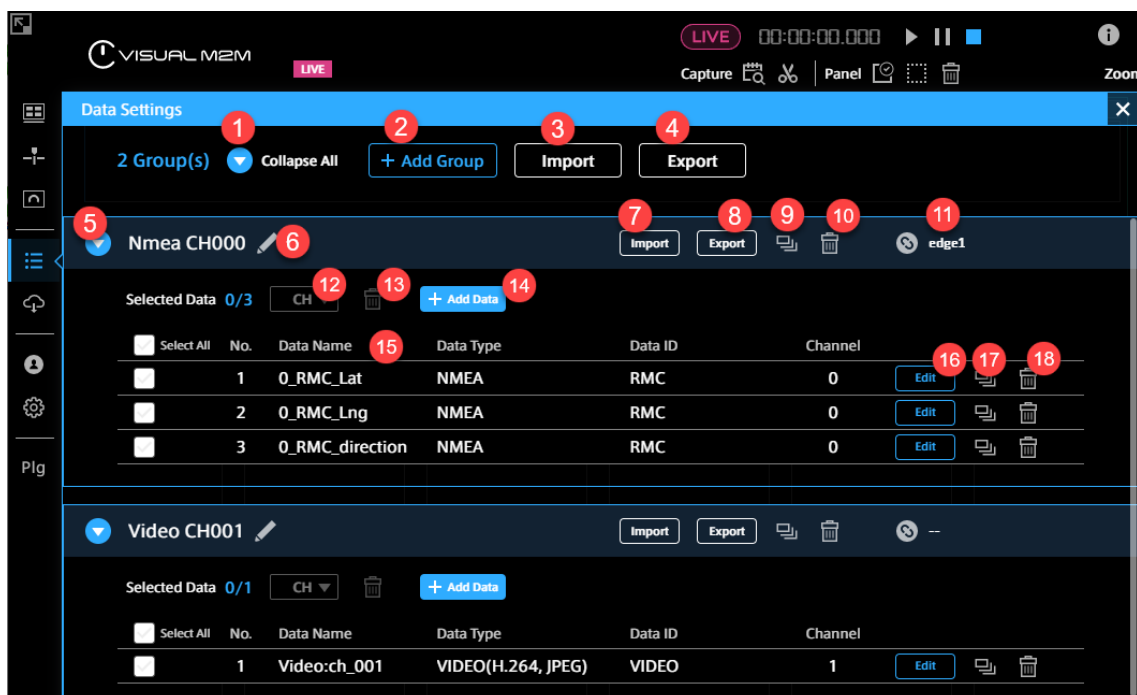 VISUAL M2M
LIVE
LIVE 00:00:00.000
Capture Panel
Zoom
Data Settings
1 2 3 4
2 Group(s) Collapse All + Add Group Import Export
5 Nmea CH000 6 7 Import 8 Export 9 10 11 edge1
Selected Data 0/3 CH 12 13 + Add Data 14
Select All No. Data Name 15 Data Type Data ID Channel
1 0_RMC_Lat NMEA RMC 0 Edit 16 17 18
2 0_RMC_Lng NMEA RMC 0 Edit
3 0_RMC_direction NMEA RMC 0 Edit
Plg
Video CH001 Import Export --
Selected Data 0/1 CH + Add Data
Select All No. Data Name Data Type Data ID Channel
1 Video:ch_001 VIDEO(H.264, JPEG) VIDEO 1 Edit